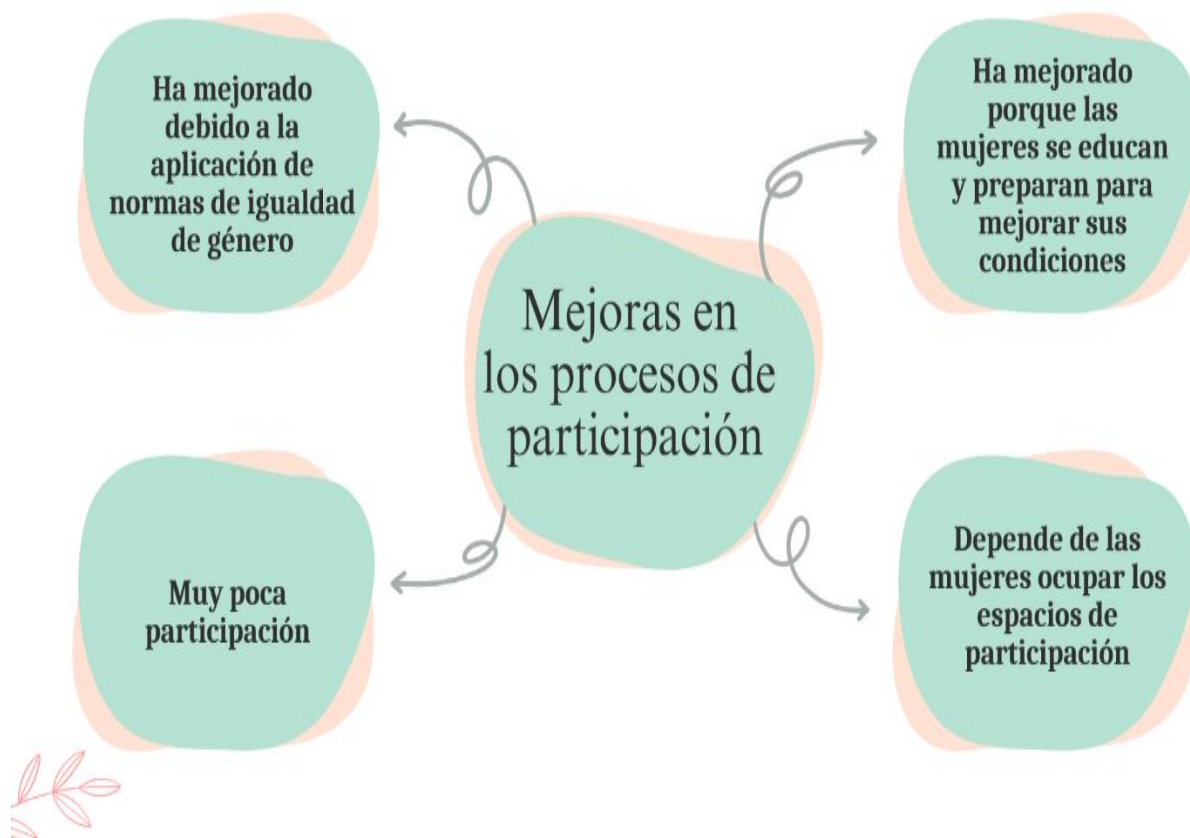 Ha mejorado
debido a la
aplicación de
normas de igualdad
de género
Ha mejorado
porque las
mujeres se educan
y preparan para
mejorar sus
condiciones
Mejoras en
los procesos de
participación
Muy poca
participación
Depende de las
mujeres ocupar los
espacios de
participación